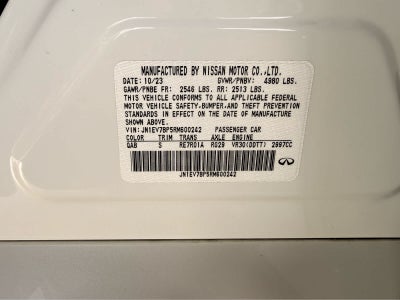 MANUFACTURED BY NISSAN MOTOR CO.,LTD.
DATE: 10/23 GVWR/PNBV: 4980 LBS.
GAWR/PNBE FR: 2546 LBS. RR: 2513 LBS.
THIS VEHICLE CONFORMS TO ALL APPLICABLE FEDERAL
MOTOR VEHICLE SAFETY,BUMPER,AND THEFT PREVENTION
STANDARDS IN EFFECT ON THE DATE OF MANUFACTURE
SHOWN ABOVE.
VIN: JN1EV7BP5RM600242 PASSENGER CAR
COLOR TRIM TRANS AXLE ENGINE
QAB S RE7R01A R029 VR30(DDTT) 2997CC
JN1EV7BP5RM600242